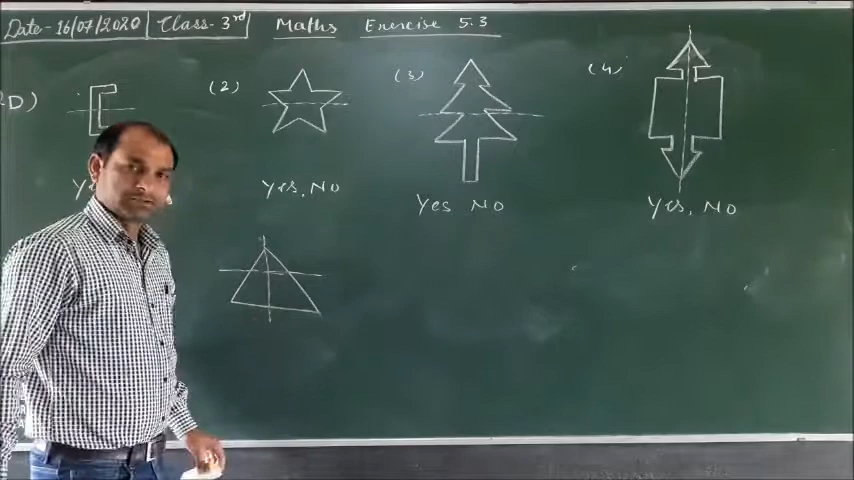 Date- 16/07/2020 Class- 3rd Maths Exercise 5.3
D) (2) (3) (4)
Yes, No Yes No Yes, No